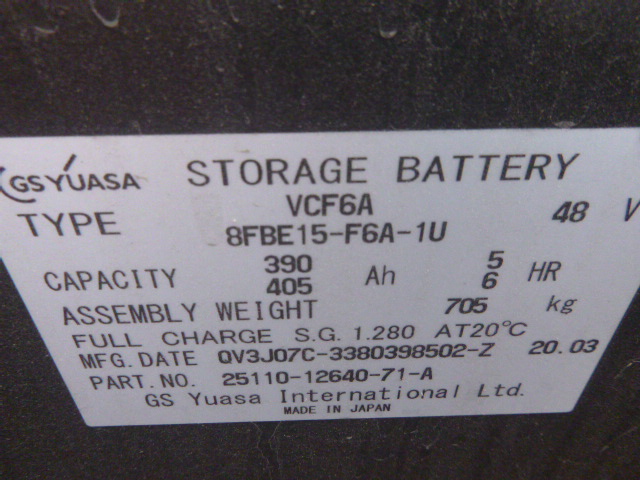 GS YUASA STORAGE BATTERY
TYPE VCF6A 48 V
8FBE15-F6A-1U
CAPACITY 390 Ah 5 HR
405 6
ASSEMBLY WEIGHT 705 kg
FULL CHARGE S.G. 1.280 AT20℃
MFG.DATE QV3J07C-3380398502-Z 20.03
PART.NO. 25110-12640-71-A
GS Yuasa International Ltd.
MADE IN JAPAN